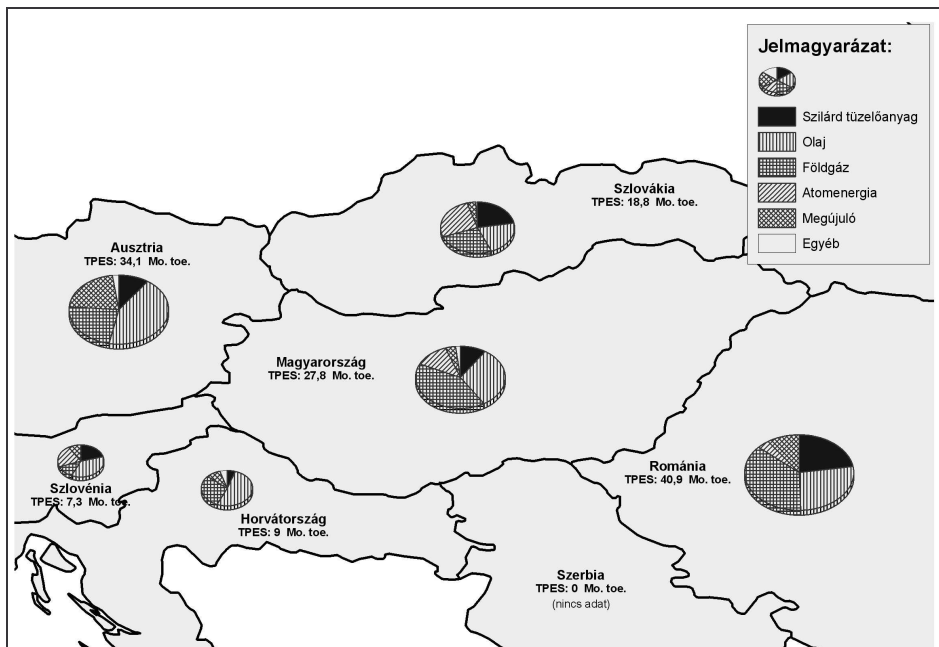 Jelmagyarázat:
Szilárd tüzelőanyag
Olaj
Földgáz
Atomenergia
Megújuló
Egyéb
Szlovákia
TPES: 18,8 Mo. toe.
Ausztria
TPES: 34,1 Mo. toe.
Magyarország
TPES: 27,8 Mo. toe.
Románia
TPES: 40,9 Mo. toe.
Szlovénia
TPES: 7,3 Mo. toe.
Horvátország
TPES: 9 Mo. toe.
Szerbia
TPES: 0 Mo. toe.
(nincs adat)